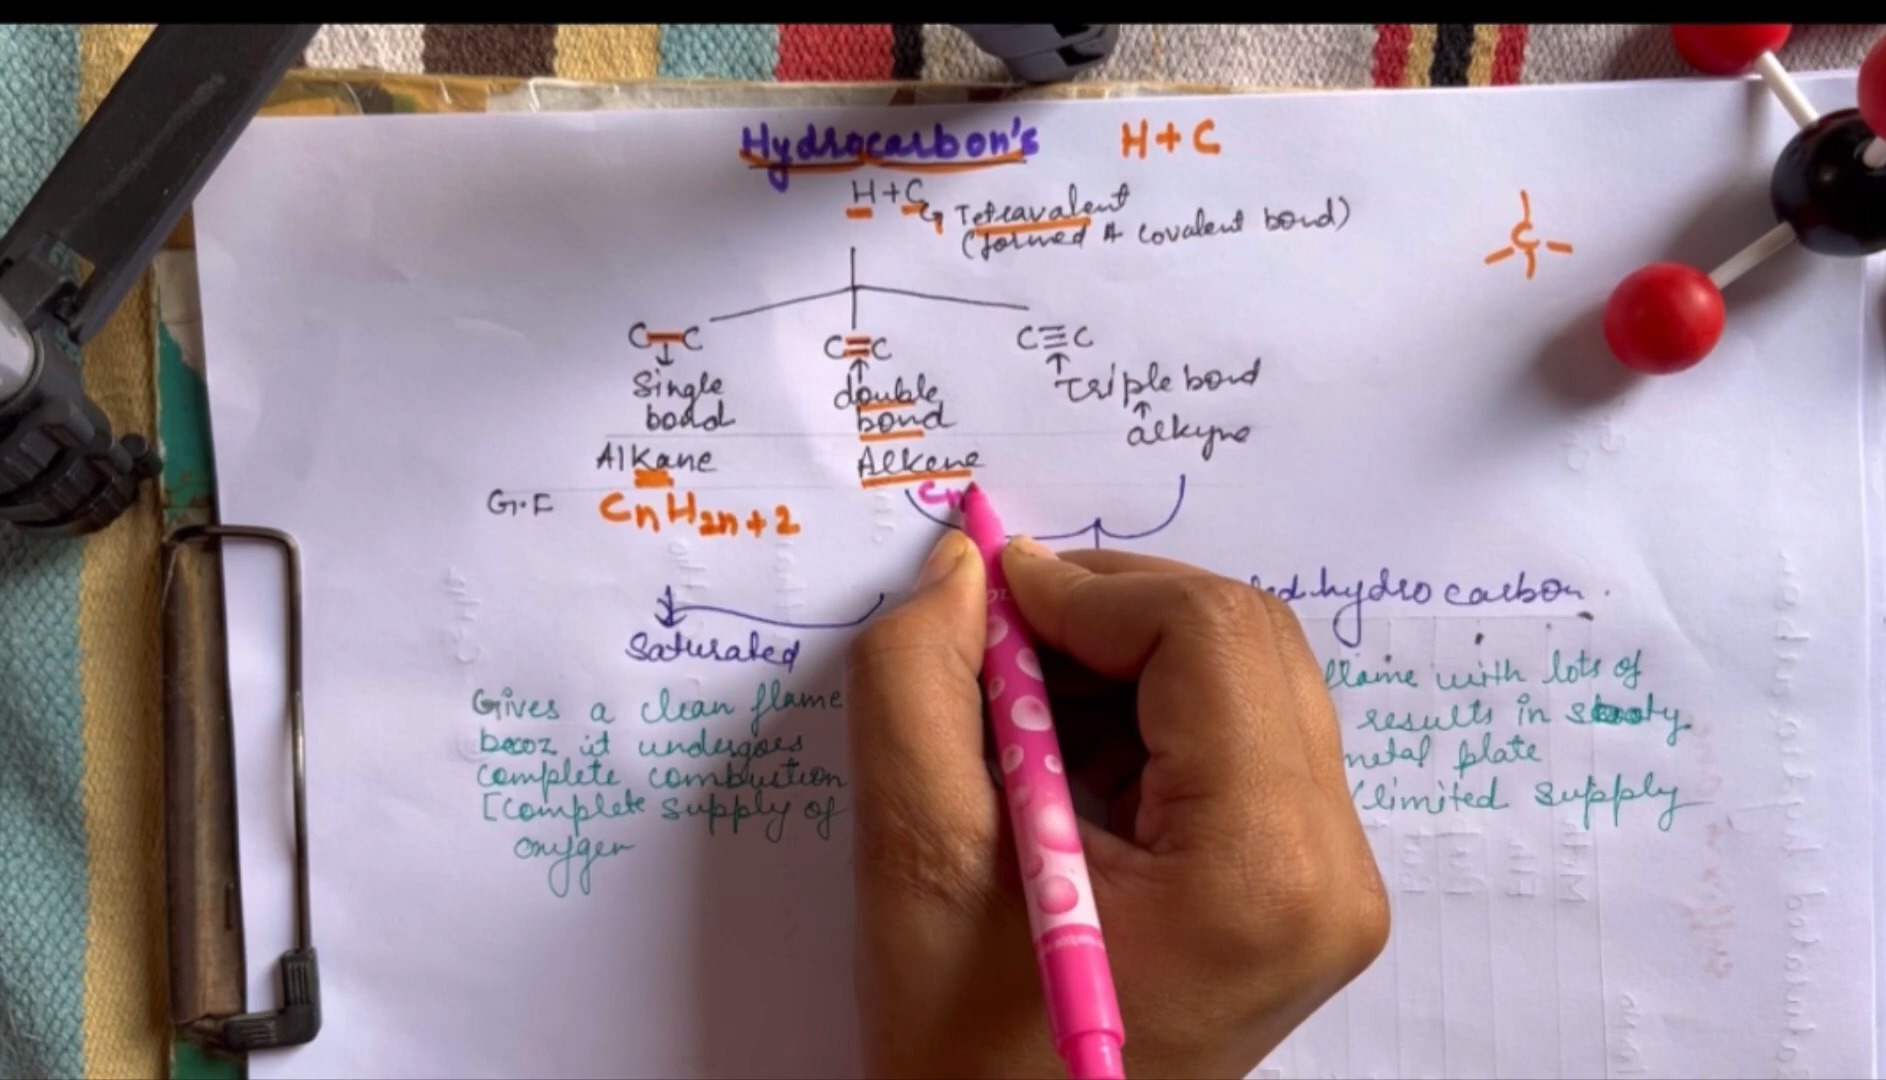 Hydrocarbon's H+C
H+C
Tetravalent
(formed 4 covalent bond)
C
C-C C=C C≡C
Single double triple bond
bond bond alkyne
Alkane Alkene
G.F CnH2n+2 Cn
Saturated hydrocarbon.
Gives a clean flame flame with lots of
becoz it undergoes results in sooty
complete combustion metal plate
[complete supply of /limited supply
oxygen